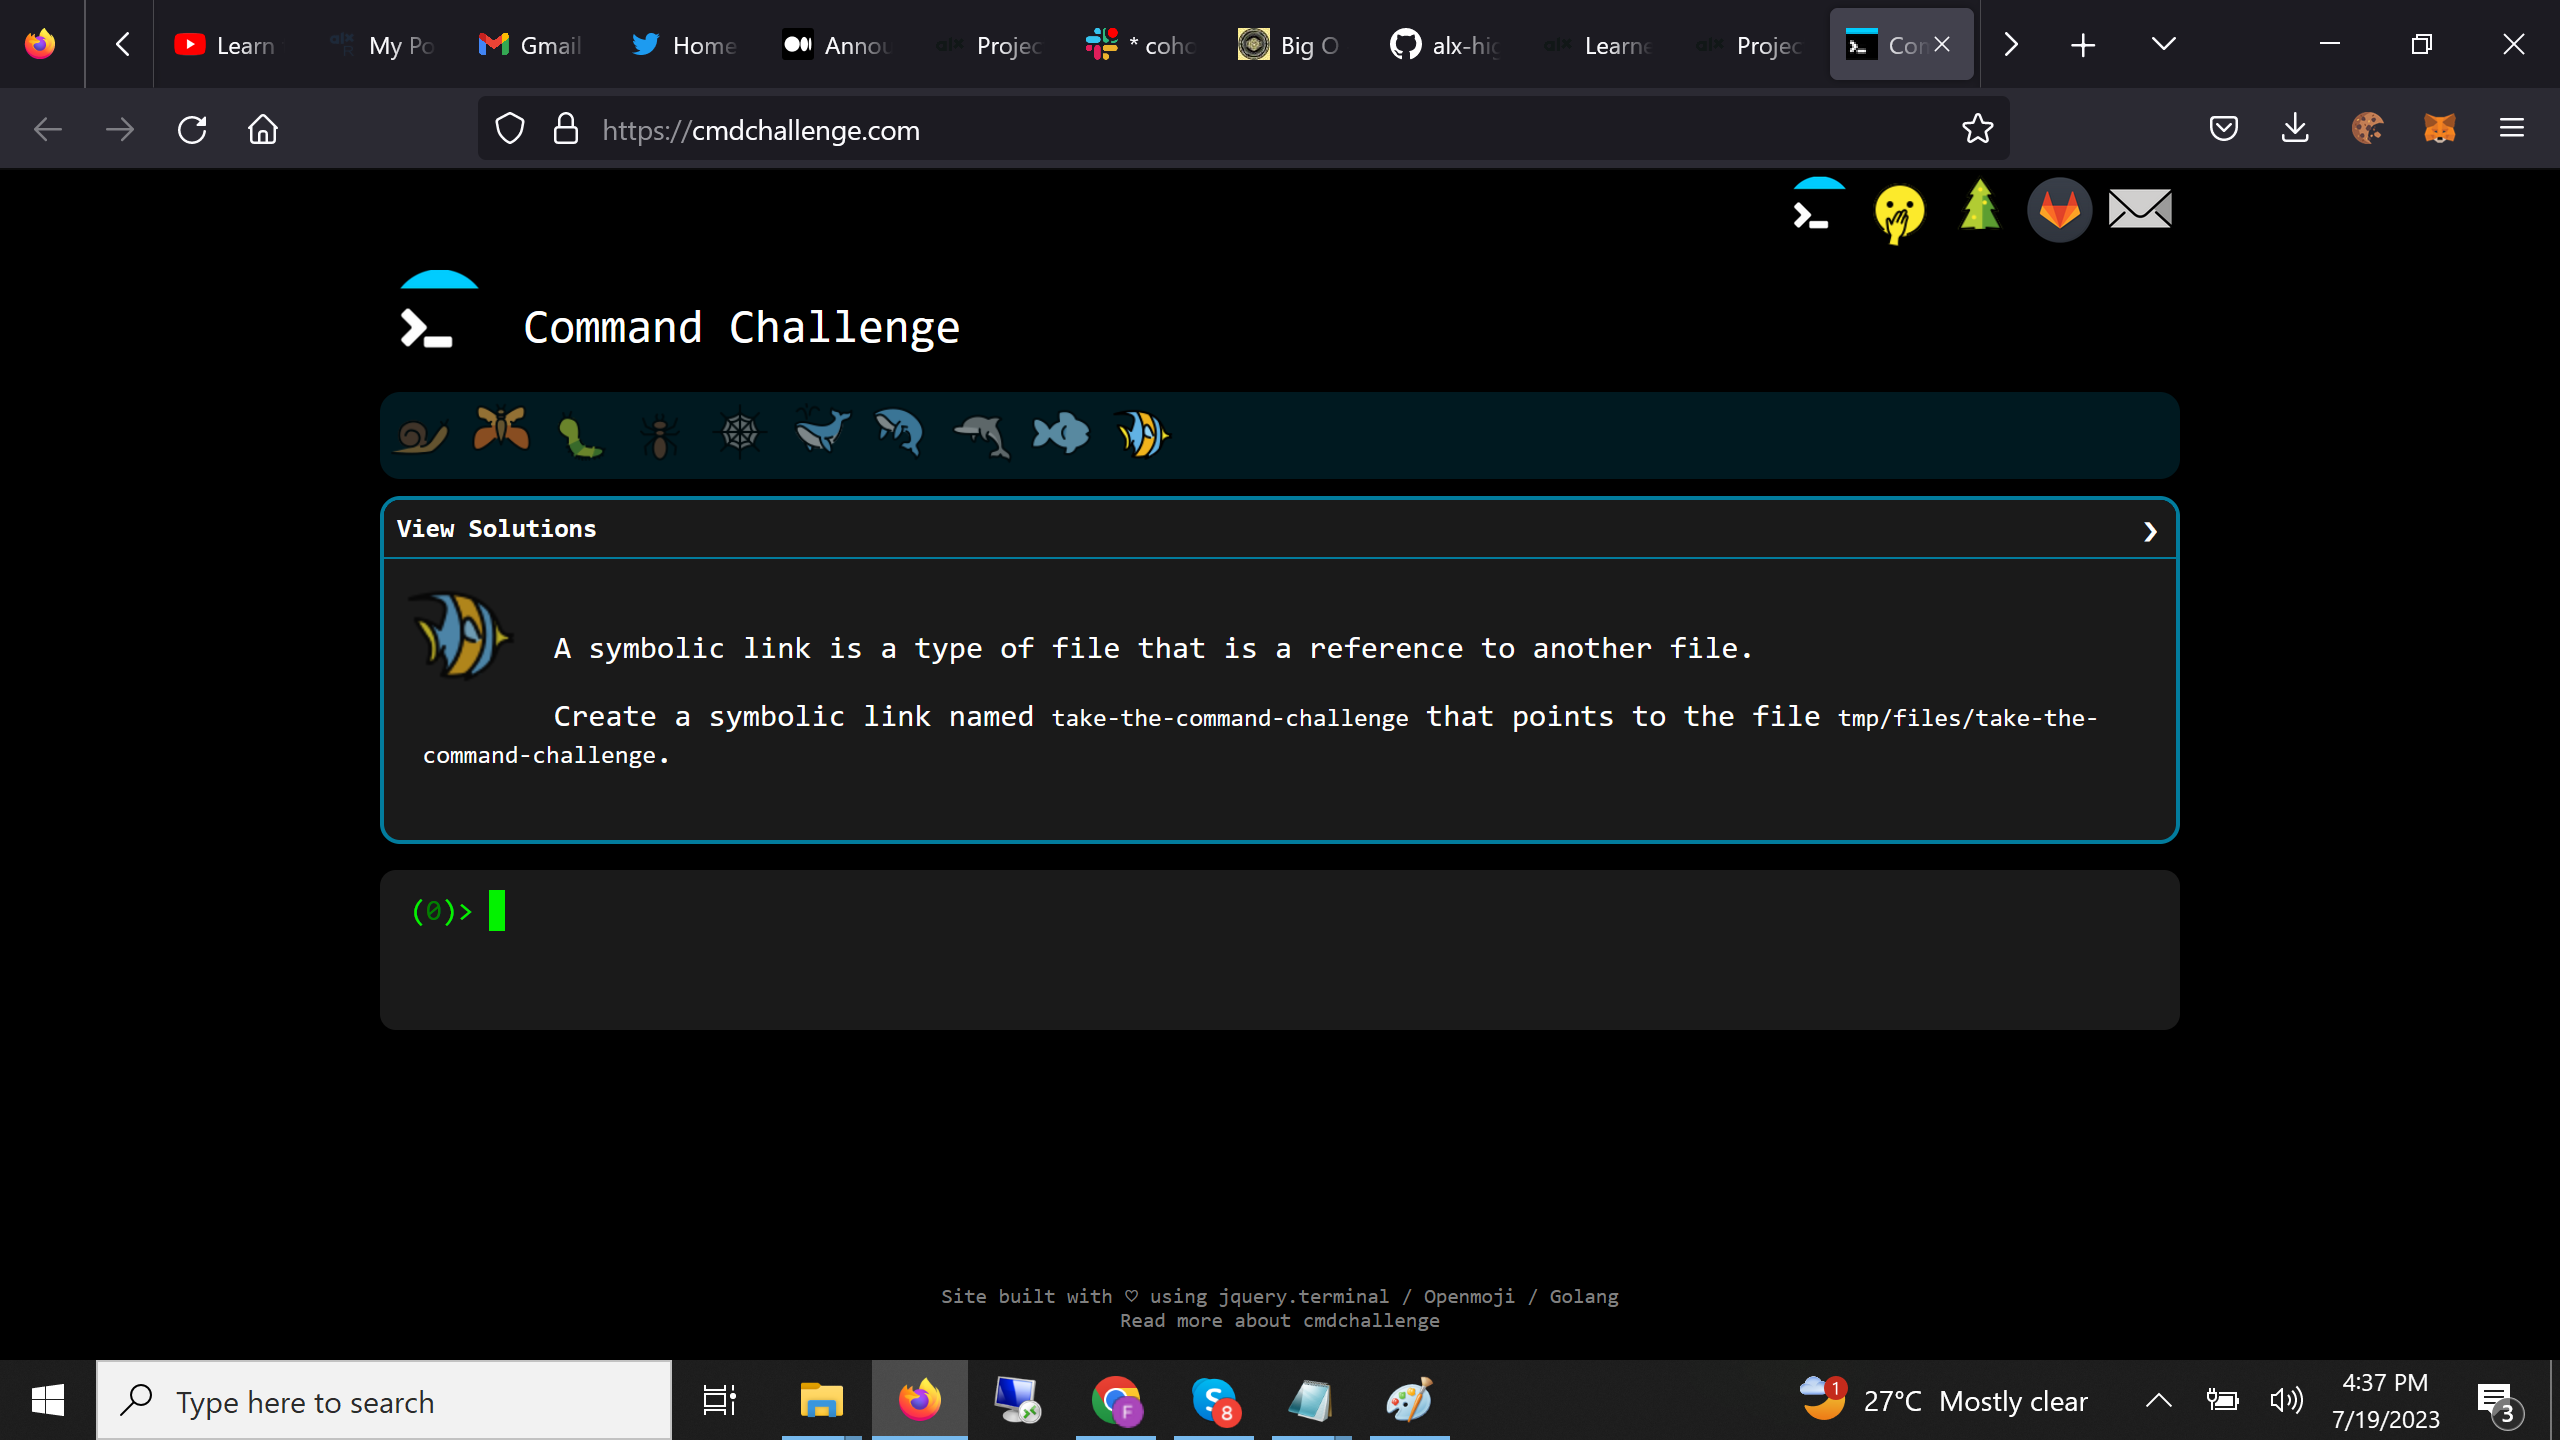 Learn
My Po
Gmail
Home
Annou
Projec
* coho
Big O
alx-hig
Learne
Projec
Con
https://cmdchallenge.com
Command Challenge
View Solutions
A symbolic link is a type of file that is a reference to another file.
Create a symbolic link named take-the-command-challenge that points to the file tmp/files/take-the-
command-challenge.
(0)>
Site built with ♡ using jquery.terminal / Openmoji / Golang
Read more about cmdchallenge
Type here to search
F
8
1
27°C Mostly clear
4:37 PM
7/19/2023
3